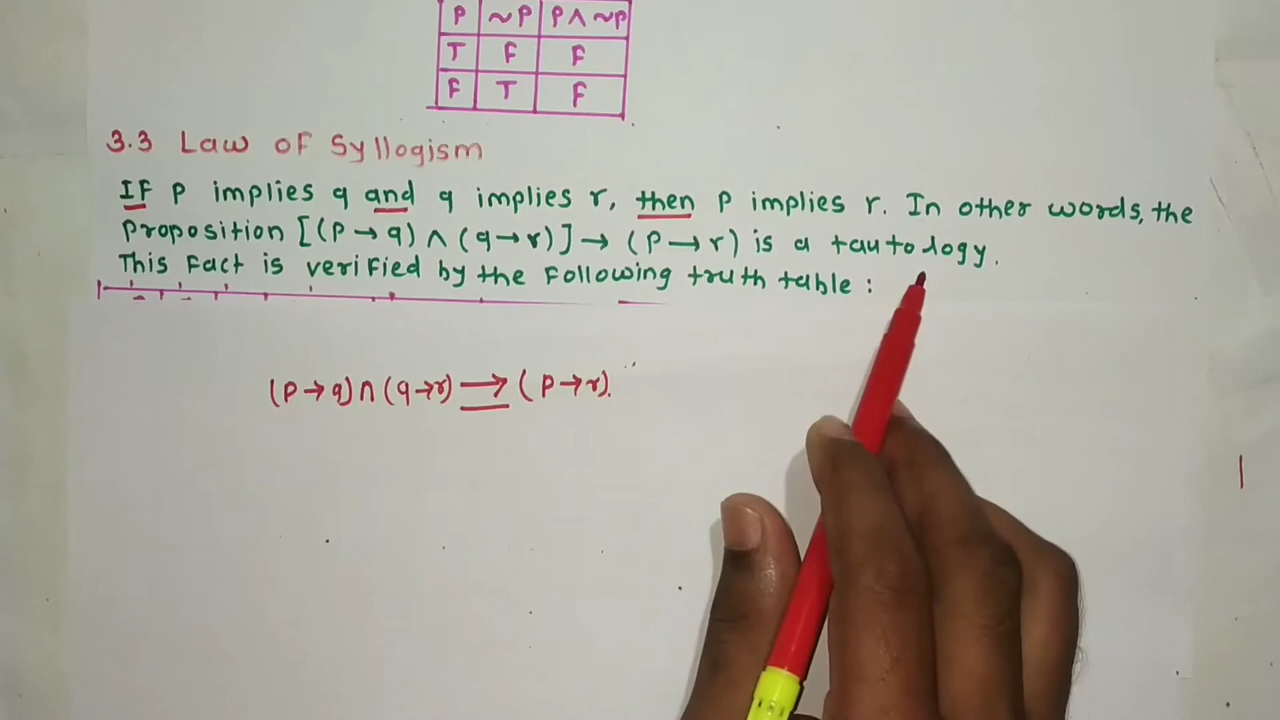 P ~P P∧~P
T F F
F T F
3.3 Law of Syllogism
If P implies q and q implies r, then P implies r. In other words, the
Proposition [(P→q)∧(q→r)]→(P→r) is a tautology.
This Fact is verified by the Following truth table:
(P→q)∩(q→r)→(P→r).